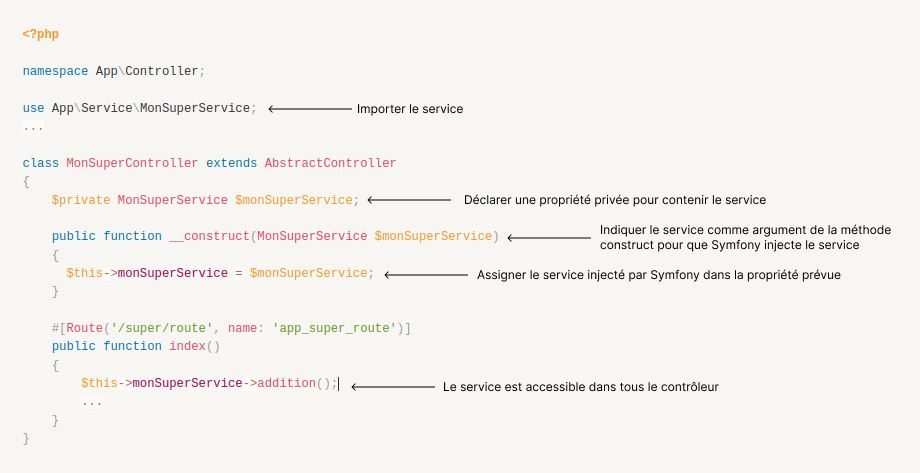 <?php
namespace App\Controller;
use App\Service\MonSuperService; Importer le service
...
class MonSuperController extends AbstractController
{
$private MonSuperService $monSuperService; Déclarer une propriété privée pour contenir le service
public function __construct(MonSuperService $monSuperService) Indiquer le service comme argument de la méthode
construct pour que Symfony injecte le service
{
$this->monSuperService = $monSuperService; Assigner le service injecté par Symfony dans la propriété prévue
}
#[Route('/super/route', name: 'app_super_route')]
public function index()
{
$this->monSuperService->addition(); Le service est accessible dans tous le contrôleur
...
}
}